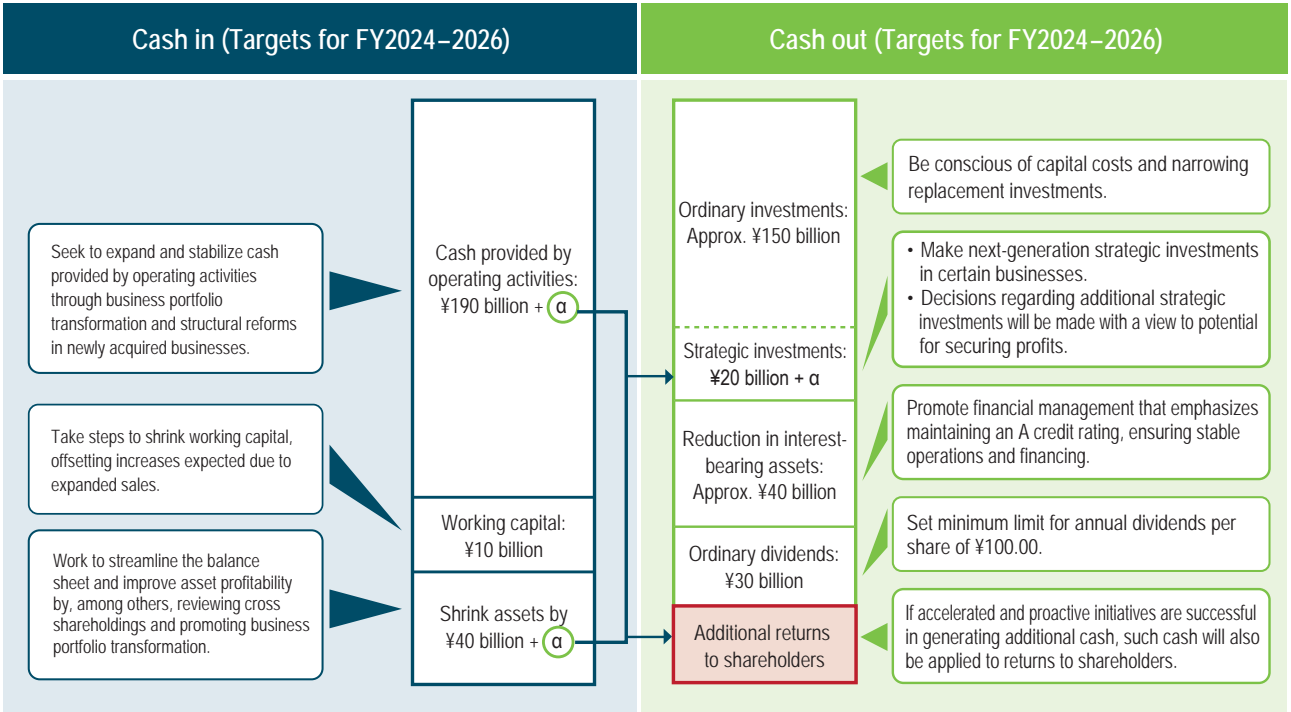 Cash in (Targets for FY2024–2026)
Seek to expand and stabilize cash
provided by operating activities
through business portfolio
transformation and structural reforms
in newly acquired businesses.
Take steps to shrink working capital,
offsetting increases expected due to
expanded sales.
Work to streamline the balance
sheet and improve asset profitability
by, among others, reviewing cross
shareholdings and promoting business
portfolio transformation.
Cash provided by
operating activities:
¥190 billion + α
Working capital:
¥10 billion
Shrink assets by
¥40 billion + α
Cash out (Targets for FY2024–2026)
Ordinary investments:
Approx. ¥150 billion
Strategic investments:
¥20 billion + α
Reduction in interest-
bearing assets:
Approx. ¥40 billion
Ordinary dividends:
¥30 billion
Additional returns
to shareholders
Be conscious of capital costs and narrowing
replacement investments.
• Make next-generation strategic investments
in certain businesses.
• Decisions regarding additional strategic
investments will be made with a view to potential
for securing profits.
Promote financial management that emphasizes
maintaining an A credit rating, ensuring stable
operations and financing.
Set minimum limit for annual dividends per
share of ¥100.00.
If accelerated and proactive initiatives are successful
in generating additional cash, such cash will also
be applied to returns to shareholders.